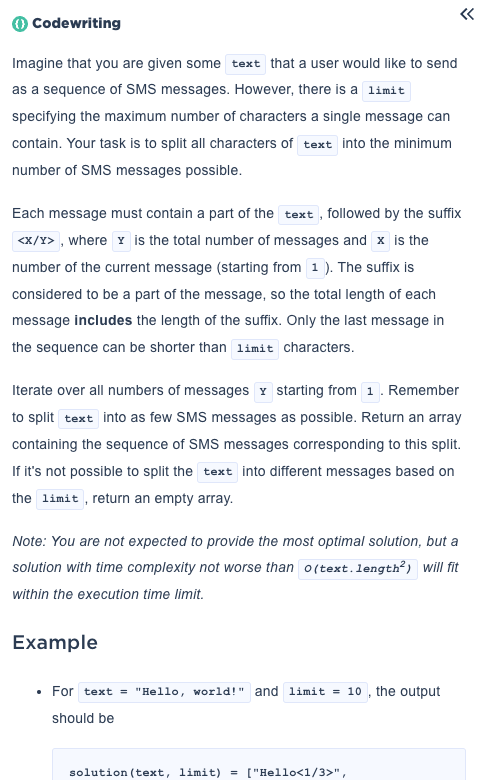 Codewriting
Imagine that you are given some text that a user would like to send
as a sequence of SMS messages. However, there is a limit
specifying the maximum number of characters a single message can
contain. Your task is to split all characters of text into the minimum
number of SMS messages possible.
Each message must contain a part of the text, followed by the suffix
<X/Y>, where Y is the total number of messages and X is the
number of the current message (starting from 1). The suffix is
considered to be a part of the message, so the total length of each
message includes the length of the suffix. Only the last message in
the sequence can be shorter than limit characters.
Iterate over all numbers of messages Y starting from 1. Remember
to split text into as few SMS messages as possible. Return an array
containing the sequence of SMS messages corresponding to this split.
If it's not possible to split the text into different messages based on
the limit, return an empty array.
Note: You are not expected to provide the most optimal solution, but a
solution with time complexity not worse than O(text.length²) will fit
within the execution time limit.
Example
• For text = "Hello, world!" and limit = 10, the output
should be
solution(text, limit) = ["Hello<1/3>",